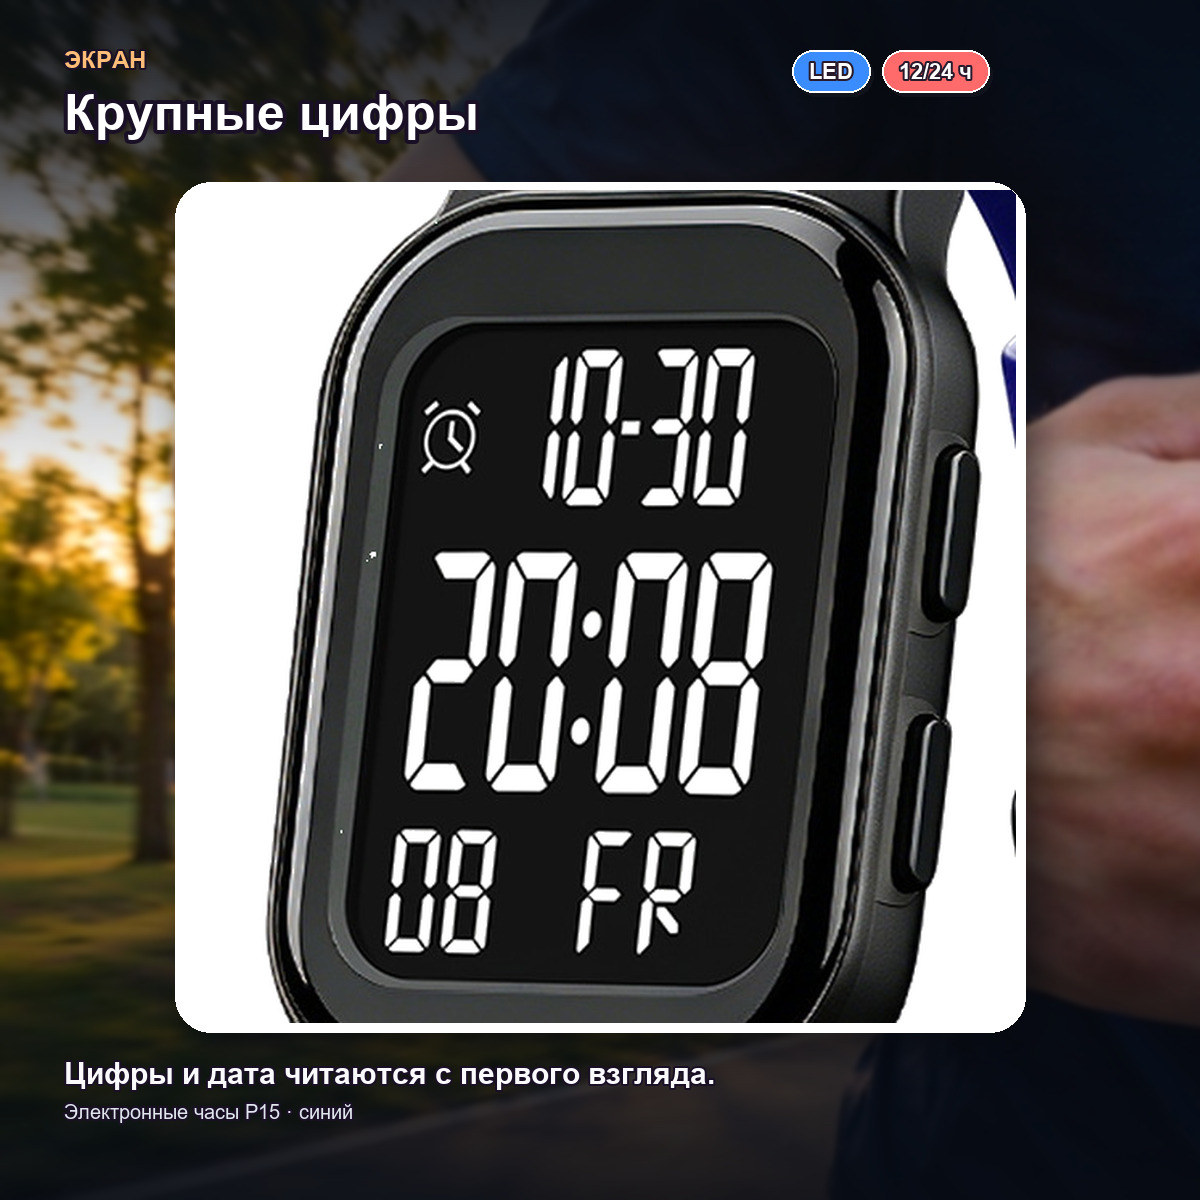 ЭКРАН
Крупные цифры
LED
12/24 ч
10-30
20:08
08 FR
Цифры и дата читаются с первого взгляда.
Электронные часы P15 · синий